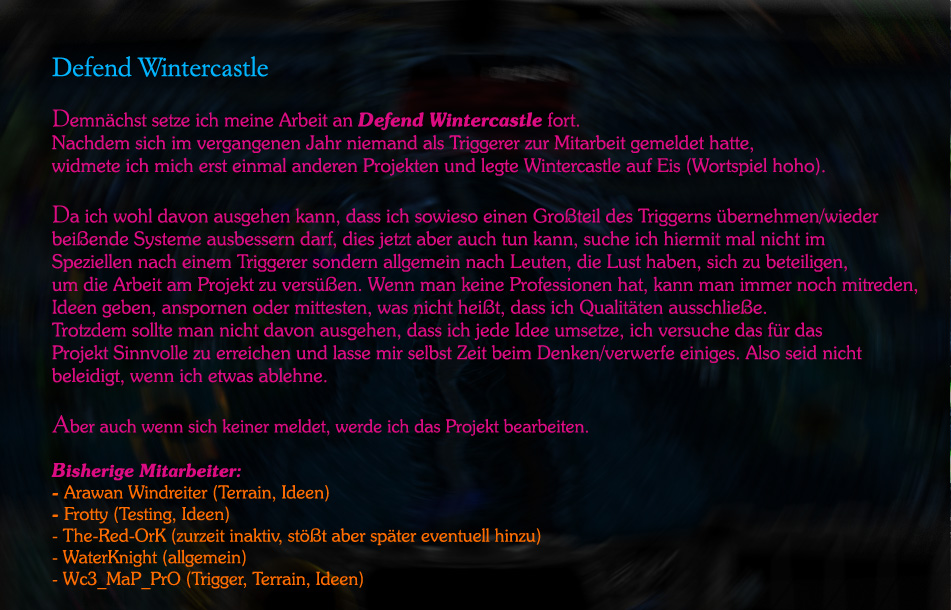 Defend Wintercastle
Demnächst setze ich meine Arbeit an Defend Wintercastle fort.
Nachdem sich im vergangenen Jahr niemand als Triggerer zur Mitarbeit gemeldet hatte,
widmete ich mich erst einmal anderen Projekten und legte Wintercastle auf Eis (Wortspiel hoho).
Da ich wohl davon ausgehen kann, dass ich sowieso einen Großteil des Triggerns übernehmen/wieder
beißende Systeme ausbessern darf, dies jetzt aber auch tun kann, suche ich hiermit mal nicht im
Speziellen nach einem Triggerer sondern allgemein nach Leuten, die Lust haben, sich zu beteiligen,
um die Arbeit am Projekt zu versüßen. Wenn man keine Professionen hat, kann man immer noch mitreden,
Ideen geben, anspornen oder mittesten, was nicht heißt, dass ich Qualitäten ausschließe.
Trotzdem sollte man nicht davon ausgehen, dass ich jede Idee umsetze, ich versuche das für das
Projekt Sinnvolle zu erreichen und lasse mir selbst Zeit beim Denken/verwerfe einiges. Also seid nicht
beleidigt, wenn ich etwas ablehne.
Aber auch wenn sich keiner meldet, werde ich das Projekt bearbeiten.
Bisherige Mitarbeiter:
- Arawan Windreiter (Terrain, Ideen)
- Frotty (Testing, Ideen)
- The-Red-OrK (zurzeit inaktiv, stößt aber später eventuell hinzu)
- WaterKnight (allgemein)
- Wc3_MaP_PrO (Trigger, Terrain, Ideen)